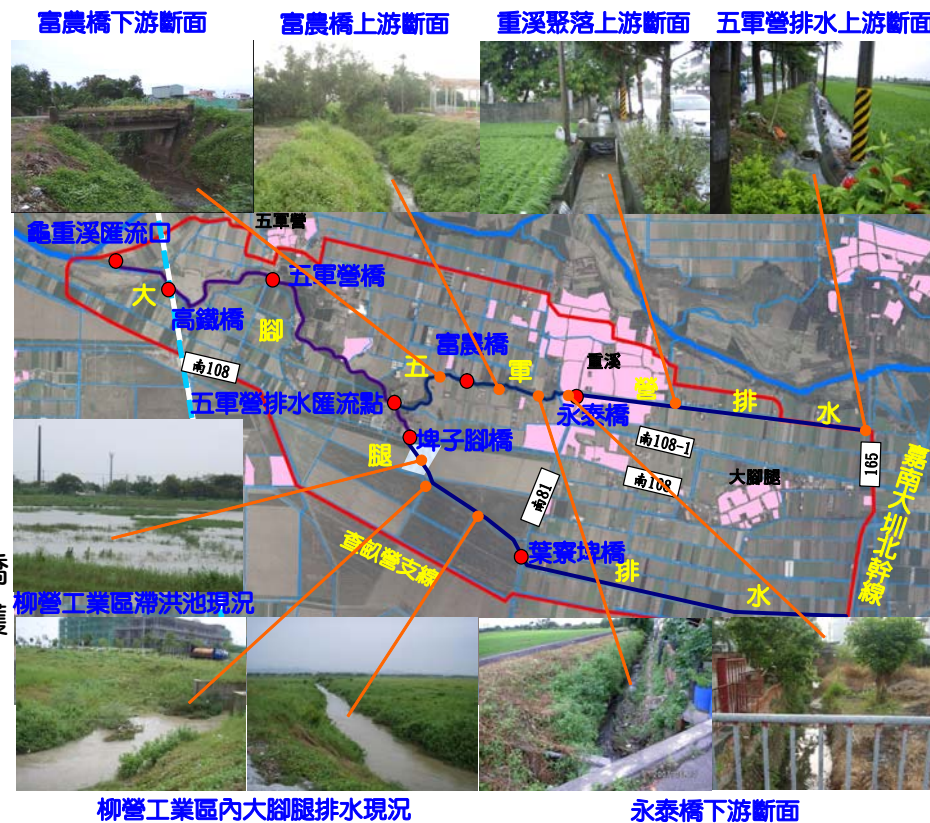 富農橋下游斷面
富農橋上游斷面
重溪聚落上游斷面
五軍營排水上游斷面
五軍營
龜重溪匯流口
五軍營橋
大
高鐵橋
腳
富農橋
南108
五
軍
重溪
營
排
水
五軍營排水匯流點
永泰橋
埤子腳橋
腿
南108-1
南108
165
大腳腿
南81
嘉南大圳北幹線
查畝營支線
葉寮埤橋
排
水
柳營工業區滯洪池現況
柳營工業區內大腳腿排水現況
永泰橋下游斷面